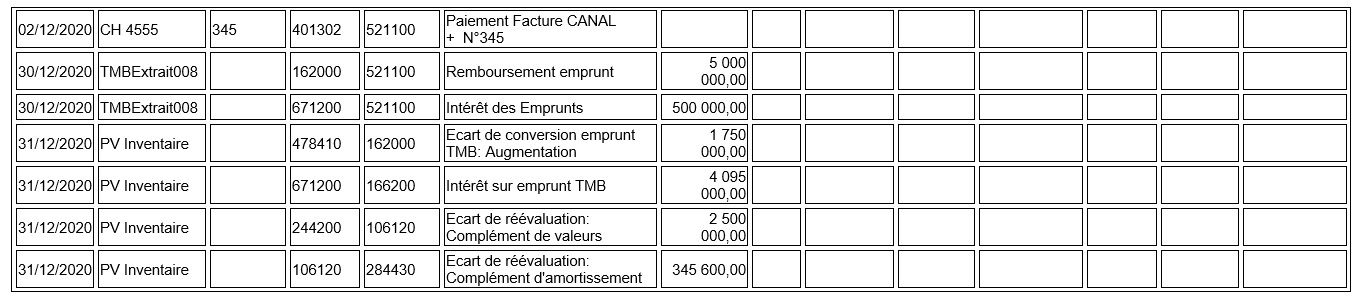 02/12/2020 CH 4555 345 401302 521100 Paiement Facture CANAL
+ N°345
30/12/2020 TMBExtrait008 162000 521100 Remboursement emprunt 5 000
000,00
30/12/2020 TMBExtrait008 671200 521100 Intérêt des Emprunts 500 000,00
31/12/2020 PV Inventaire 478410 162000 Ecart de conversion emprunt
TMB: Augmentation 1 750
000,00
31/12/2020 PV Inventaire 671200 166200 Intérêt sur emprunt TMB 4 095
000,00
31/12/2020 PV Inventaire 244200 106120 Ecart de réévaluation:
Complément de valeurs 2 500
000,00
31/12/2020 PV Inventaire 106120 284430 Ecart de réévaluation:
Complément d'amortissement 345 600,00